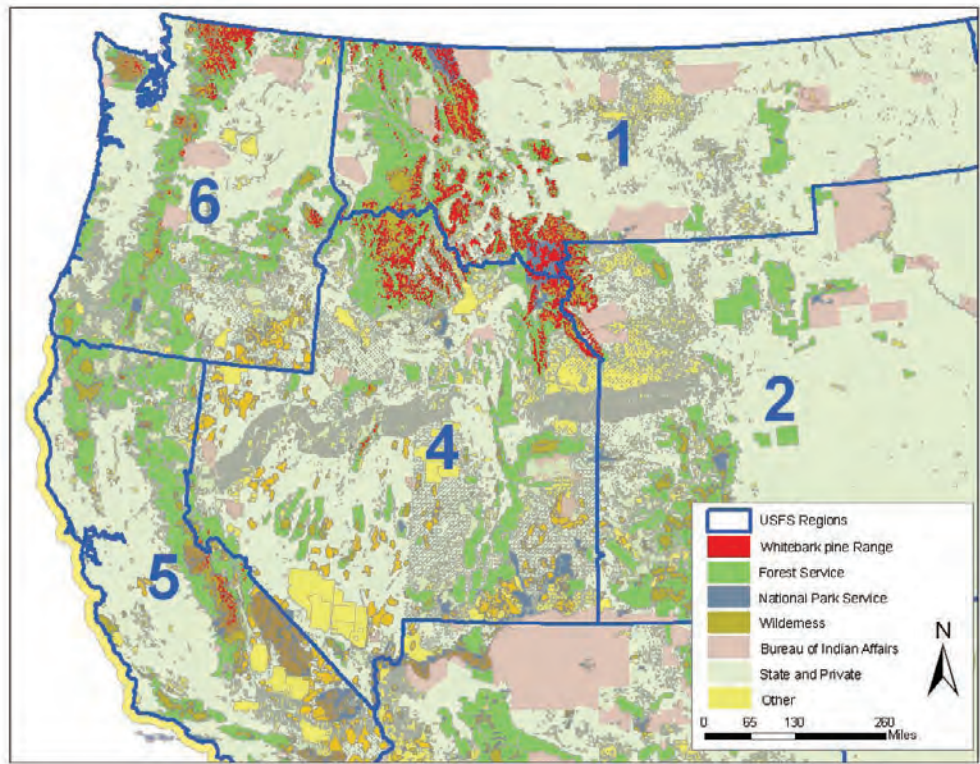 1
6
2
4
5
USFS Regions
Whitebark pine Range
Forest Service
National Park Service
Wilderness
Bureau of Indian Affairs
State and Private
Other
N
0 65 130 260
Miles